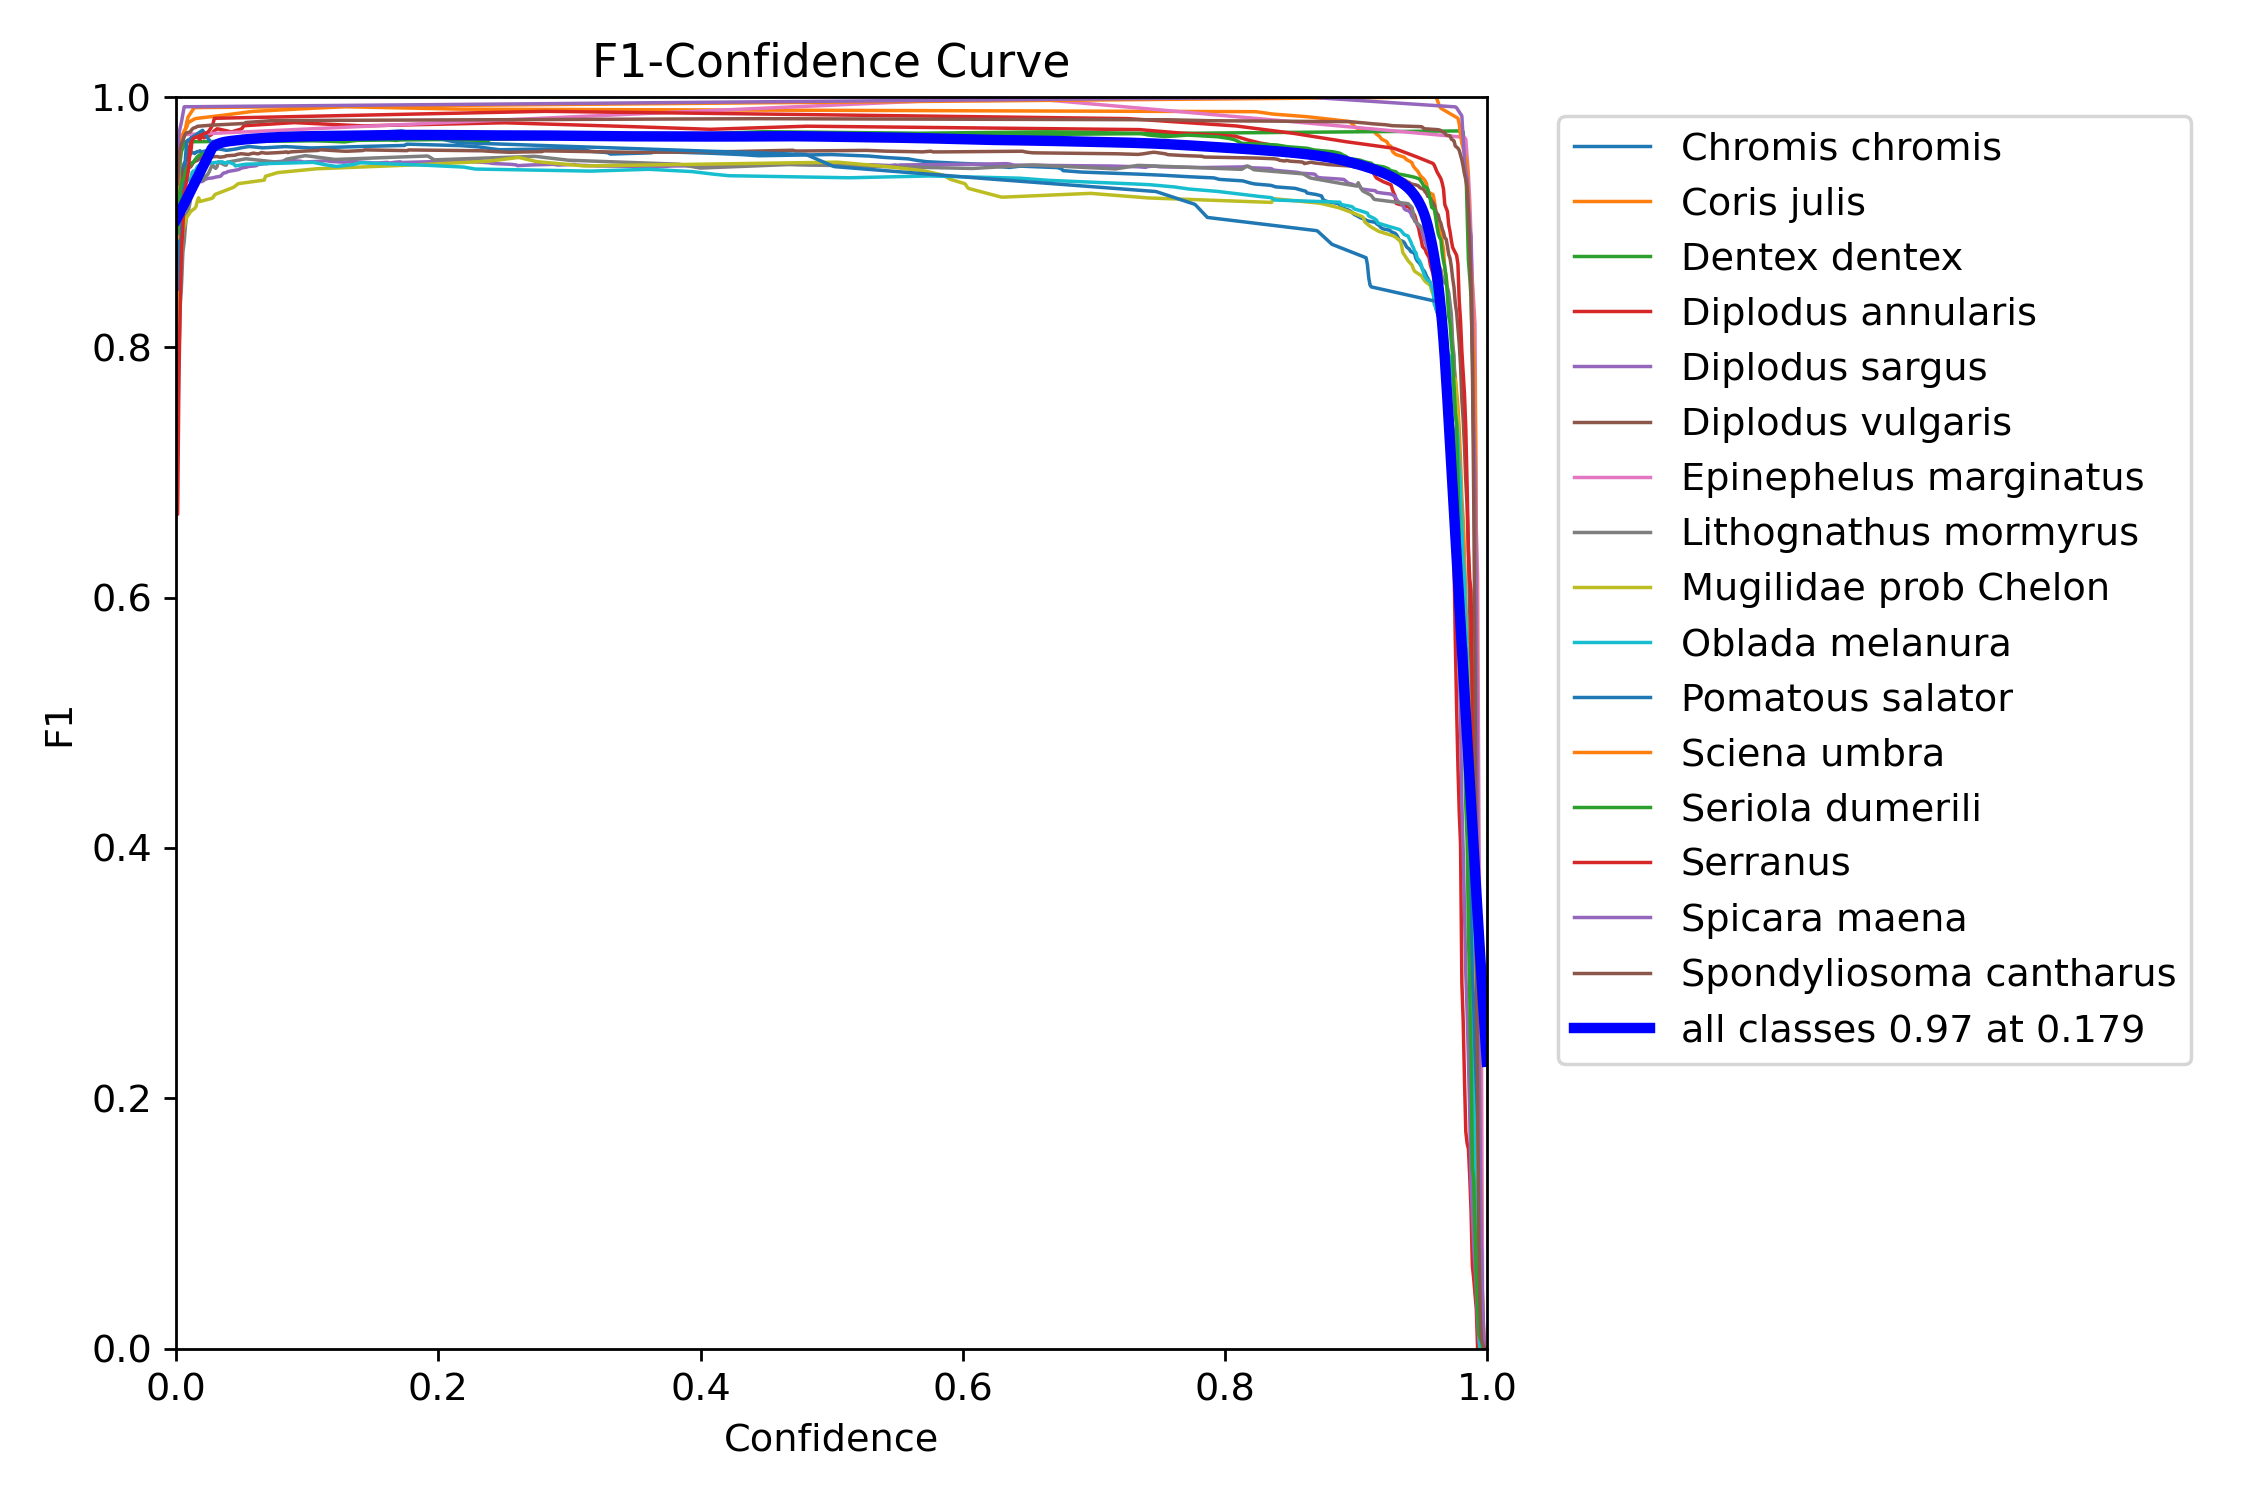 F1-Confidence Curve
1.0
0.8
0.6
0.4
0.2
0.0
F1
0.0 0.2 0.4 0.6 0.8 1.0
Confidence
Chromis chromis
Coris julis
Dentex dentex
Diplodus annularis
Diplodus sargus
Diplodus vulgaris
Epinephelus marginatus
Lithognathus mormyrus
Mugilidae prob Chelon
Oblada melanura
Pomatous salator
Sciena umbra
Seriola dumerili
Serranus
Spicara maena
Spondyliosoma cantharus
all classes 0.97 at 0.179